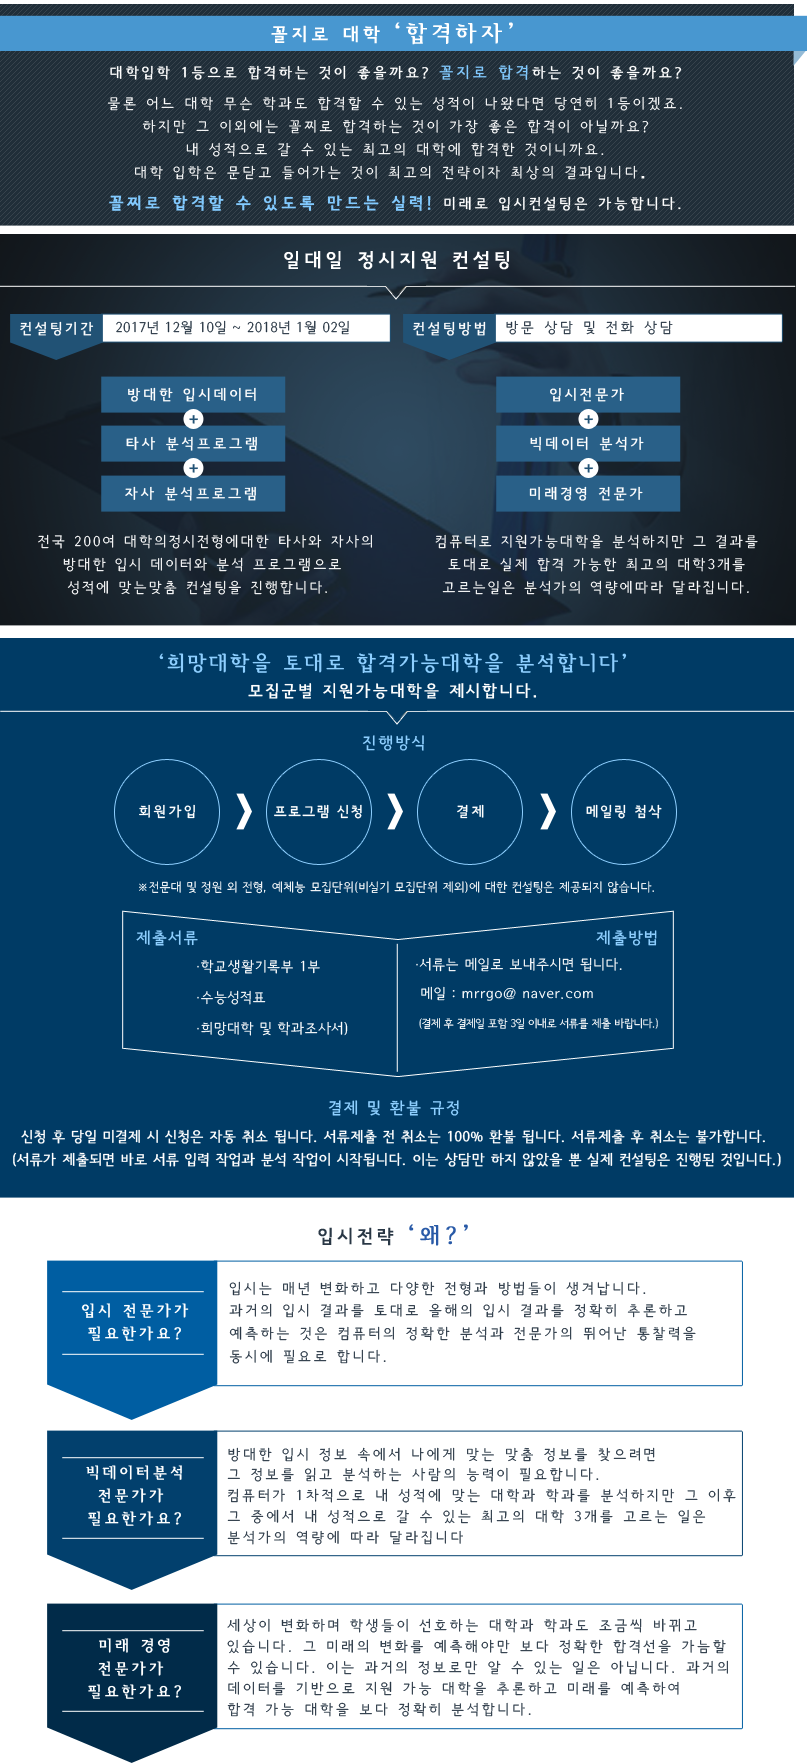 꼴지로 대학 ‘합격하자’
대학입학 1등으로 합격하는 것이 좋을까요? 꼴지로 합격하는 것이 좋을까요?
물론 어느 대학 무슨 학과도 합격할 수 있는 성적이 나왔다면 당연히 1등이겠죠.
하지만 그 이외에는 꼴찌로 합격하는 것이 가장 좋은 합격이 아닐까요?
내 성적으로 갈 수 있는 최고의 대학에 합격한 것이니까요.
대학 입학은 문닫고 들어가는 것이 최고의 전략이자 최상의 결과입니다.
꼴찌로 합격할 수 있도록 만드는 실력! 미래로 입시컨설팅은 가능합니다.
일대일 정시지원 컨설팅
컨설팅기간 2017년 12월 10일 ~ 2018년 1월 02일
컨설팅방법 방문 상담 및 전화 상담
방대한 입시데이터
+
타사 분석프로그램
+
자사 분석프로그램
전국 200여 대학의정시전형에대한 타사와 자사의
방대한 입시 데이터와 분석 프로그램으로
성적에 맞는맞춤 컨설팅을 진행합니다.
입시전문가
+
빅데이터 분석가
+
미래경영 전문가
컴퓨터로 지원가능대학을 분석하지만 그 결과를
토대로 실제 합격 가능한 최고의 대학3개를
고르는일은 분석가의 역량에따라 달라집니다.
‘희망대학을 토대로 합격가능대학을 분석합니다’
모집군별 지원가능대학을 제시합니다.
진행방식
회원가입
프로그램 신청
결제
메일링 첨삭
※전문대 및 정원 외 전형, 예체능 모집단위(비실기 모집단위 제외)에 대한 컨설팅은 제공되지 않습니다.
제출서류
·학교생활기록부 1부
·수능성적표
·희망대학 및 학과조사서)
제출방법
·서류는 메일로 보내주시면 됩니다.
메일 : mrrgo@ naver.com
(결제 후 결제일 포함 3일 이내로 서류를 제출 바랍니다.)
결제 및 환불 규정
신청 후 당일 미결제 시 신청은 자동 취소 됩니다. 서류제출 전 취소는 100% 환불 됩니다. 서류제출 후 취소는 불가합니다.
(서류가 제출되면 바로 서류 입력 작업과 분석 작업이 시작됩니다. 이는 상담만 하지 않았을 뿐 실제 컨설팅은 진행된 것입니다.)
입시전략 ‘왜?’
입시 전문가가
필요한가요?
입시는 매년 변화하고 다양한 전형과 방법들이 생겨납니다.
과거의 입시 결과를 토대로 올해의 입시 결과를 정확히 추론하고
예측하는 것은 컴퓨터의 정확한 분석과 전문가의 뛰어난 통찰력을
동시에 필요로 합니다.
빅데이터분석
전문가가
필요한가요?
방대한 입시 정보 속에서 나에게 맞는 맞춤 정보를 찾으려면
그 정보를 읽고 분석하는 사람의 능력이 필요합니다.
컴퓨터가 1차적으로 내 성적에 맞는 대학과 학과를 분석하지만 그 이후
그 중에서 내 성적으로 갈 수 있는 최고의 대학 3개를 고르는 일은
분석가의 역량에 따라 달라집니다
미래 경영
전문가가
필요한가요?
세상이 변화하며 학생들이 선호하는 대학과 학과도 조금씩 바뀌고
있습니다. 그 미래의 변화를 예측해야만 보다 정확한 합격선을 가늠할
수 있습니다. 이는 과거의 정보로만 알 수 있는 일은 아닙니다. 과거의
데이터를 기반으로 지원 가능 대학을 추론하고 미래를 예측하여
합격 가능 대학을 보다 정확히 분석합니다.